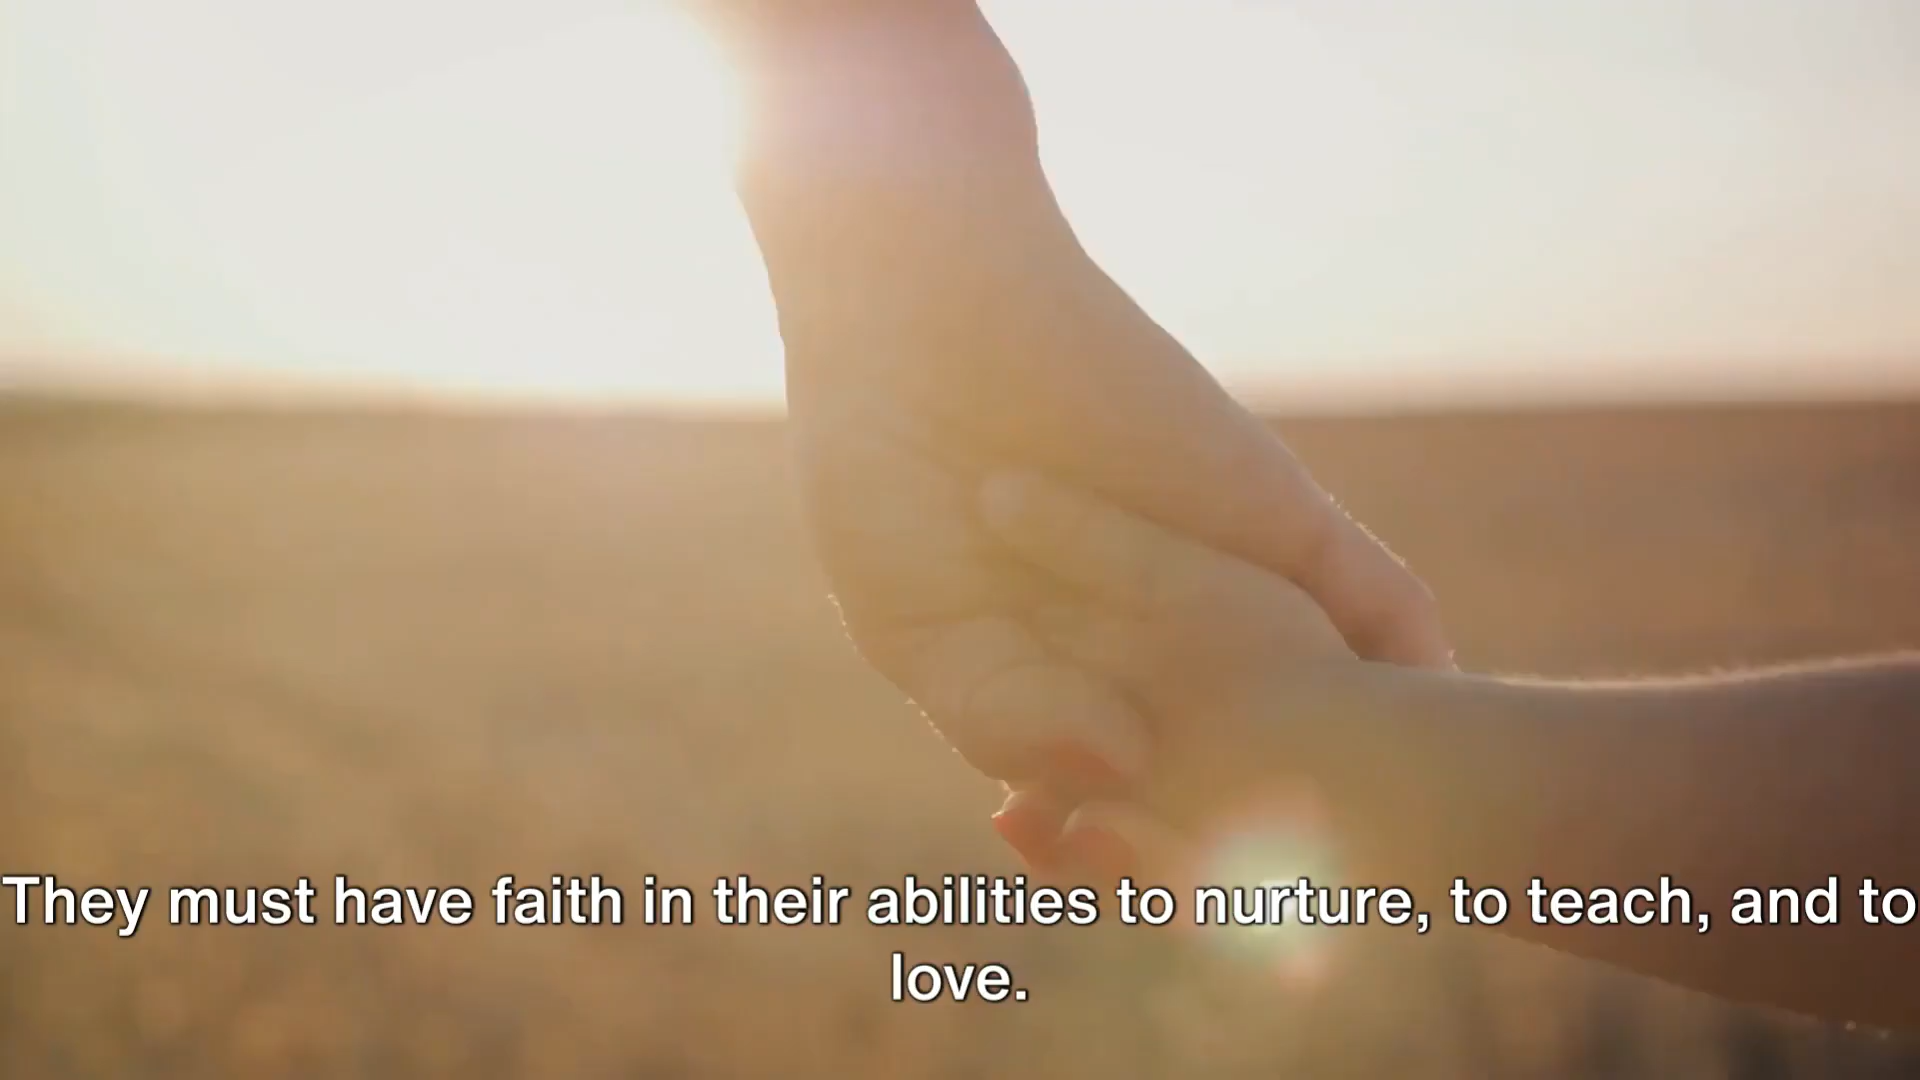 They must have faith in their abilities to nurture, to teach, and to
love.